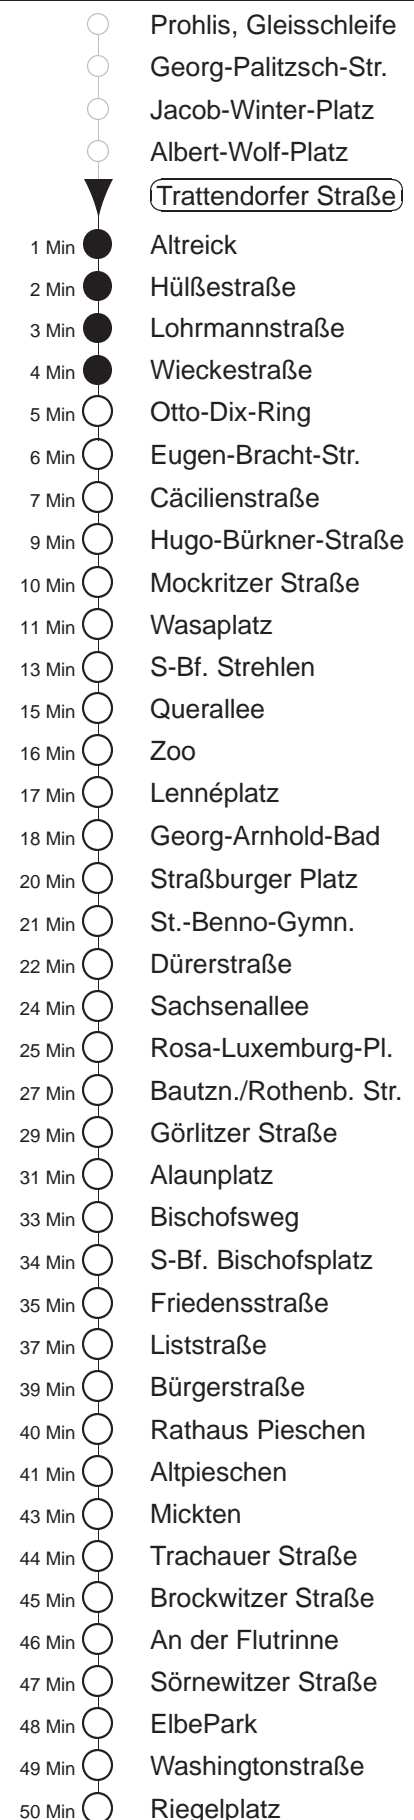 Prohlis, Gleisschleife
Georg-Palitzsch-Str.
Jacob-Winter-Platz
Albert-Wolf-Platz
Trattendorfer Straße
1 Min Altreick
2 Min Hülßestraße
3 Min Lohrmannstraße
4 Min Wieckestraße
5 Min Otto-Dix-Ring
6 Min Eugen-Bracht-Str.
7 Min Cäcilienstraße
9 Min Hugo-Bürkner-Straße
10 Min Mockritzer Straße
11 Min Wasaplatz
13 Min S-Bf. Strehlen
15 Min Querallee
16 Min Zoo
17 Min Lennéplatz
18 Min Georg-Arnhold-Bad
20 Min Straßburger Platz
21 Min St.-Benno-Gymn.
22 Min Dürerstraße
24 Min Sachsenallee
25 Min Rosa-Luxemburg-Pl.
27 Min Bautzn./Rothenb. Str.
29 Min Görlitzer Straße
31 Min Alaunplatz
33 Min Bischofsweg
34 Min S-Bf. Bischofsplatz
35 Min Friedensstraße
37 Min Liststraße
39 Min Bürgerstraße
40 Min Rathaus Pieschen
41 Min Altpieschen
43 Min Mickten
44 Min Trachauer Straße
45 Min Brockwitzer Straße
46 Min An der Flutrinne
47 Min Sörnewitzer Straße
48 Min ElbePark
49 Min Washingtonstraße
50 Min Riegelplatz